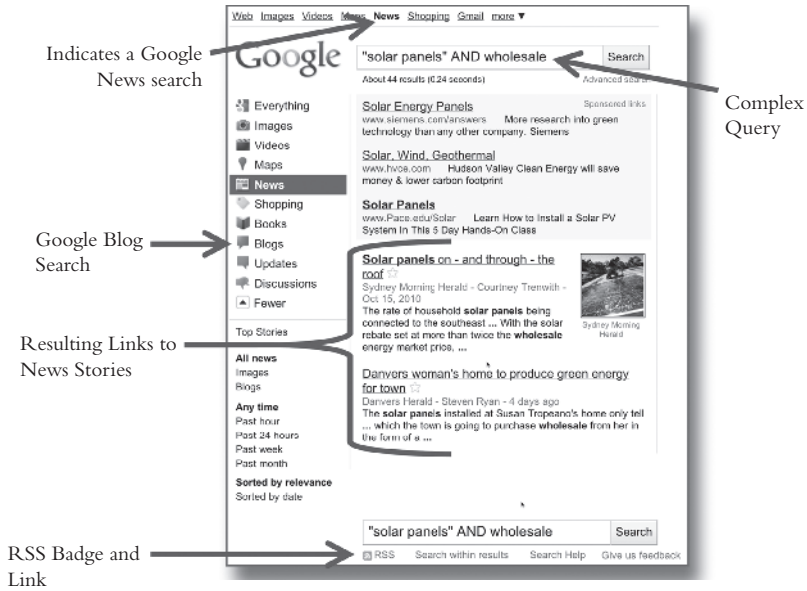 Web Images Videos Maps News Shopping Gmail more ▼
Indicates a Google
News search
Google
"solar panels" AND wholesale
Search
About 44 results (0.24 seconds)
Advanced search
Complex
Query
Everything
Images
Videos
Maps
News
Shopping
Books
Blogs
Updates
Discussions
Fewer
Google Blog
Search
Solar Energy Panels
Sponsored links
www.siemens.com/answers More research into green
technology than any other company. Siemens
Solar, Wind, Geothermal
www.hvce.com Hudson Valley Clean Energy will save
money & lower carbon footprint
Solar Panels
www.Pace.edu/Solar Learn How to Install a Solar PV
System In This 5 Day Hands-On Class
Resulting Links to
News Stories
Solar panels on - and through - the
roof ☆
Sydney Morning Herald - Courtney Trenwith -
Oct 15, 2010
The rate of household solar panels being
connected to the southeast ... With the solar
rebate set at more than twice the wholesale
energy market price, ...
Sydney Morning
Herald
Danvers woman's home to produce green energy
for town ☆
Danvers Herald - Steven Ryan - 4 days ago
The solar panels installed at Susan Tropeano's home only tell
... which the town is going to purchase wholesale from her in
the form of a ...
Top Stories
All news
Images
Blogs
Any time
Past hour
Past 24 hours
Past week
Past month
Sorted by relevance
Sorted by date
"solar panels" AND wholesale
Search
RSS Badge and
Link
RSS Search within results Search Help Give us feedback